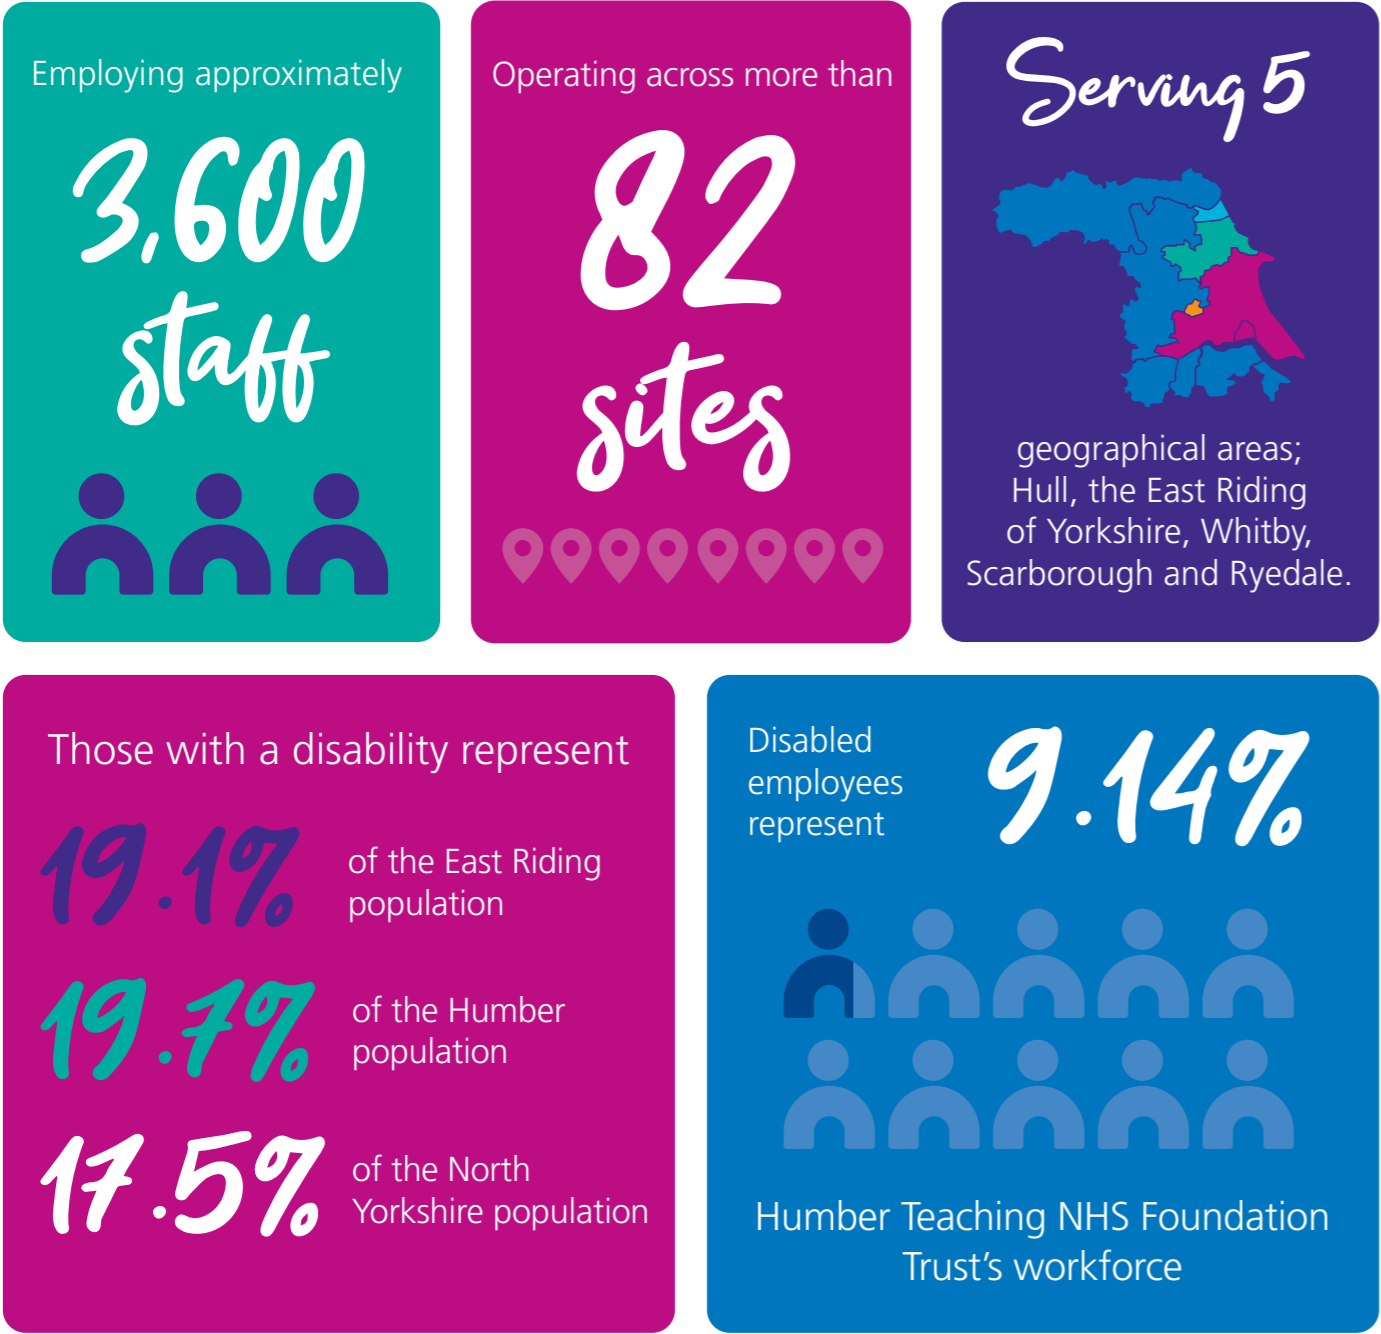 Employing approximately
3,600
staff
Operating across more than
82
sites
Serving 5
geographical areas;
Hull, the East Riding
of Yorkshire, Whitby,
Scarborough and Ryedale.
Those with a disability represent
19.1%
of the East Riding
population
19.7%
of the Humber
population
17.5%
of the North
Yorkshire population
Disabled
employees
represent
9.14%
Humber Teaching NHS Foundation
Trust’s workforce